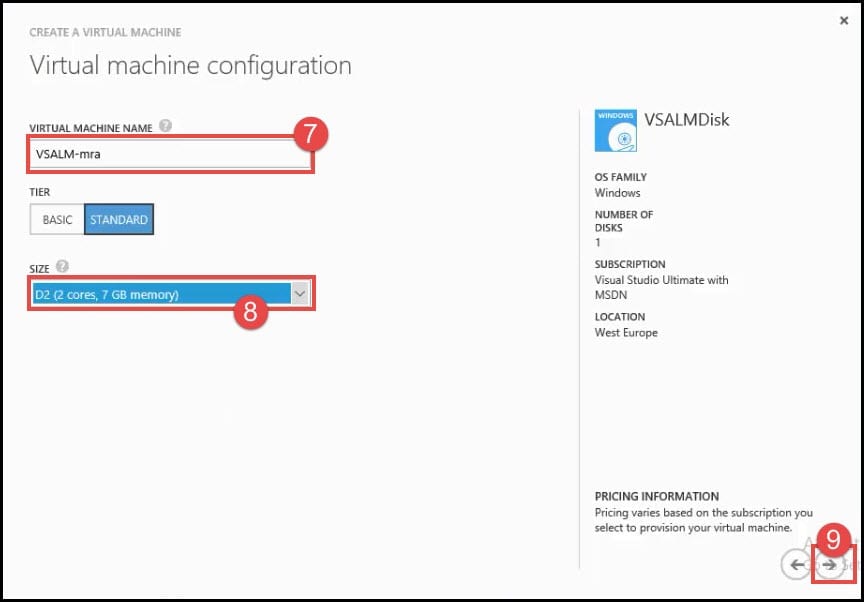 CREATE A VIRTUAL MACHINE
Virtual machine configuration
VIRTUAL MACHINE NAME ?
7
VSALM-mra
TIER
BASIC STANDARD
SIZE ?
D2 (2 cores, 7 GB memory)
8
WINDOWS
VSALMDisk
OS FAMILY
Windows
NUMBER OF
DISKS
1
SUBSCRIPTION
Visual Studio Ultimate with
MSDN
LOCATION
West Europe
PRICING INFORMATION
Pricing varies based on the subscription you
select to provision your virtual machine.
9